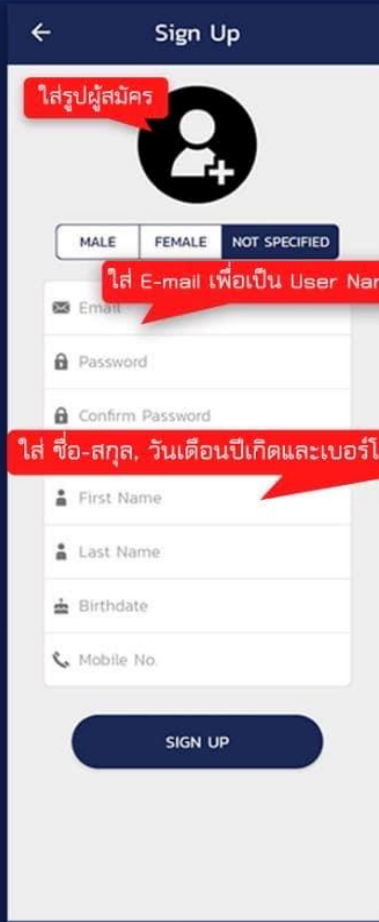 Sign Up
ใส่รูปผู้สมัคร
MALE FEMALE NOT SPECIFIED
ใส่ E-mail เพื่อเป็น User
Email
Password
Confirm Password
ใส่ ชื่อ-สกุล, วันเดือนปีเกิดและเบอร์
First Name
Last Name
Birthdate
Mobile No.
SIGN UP